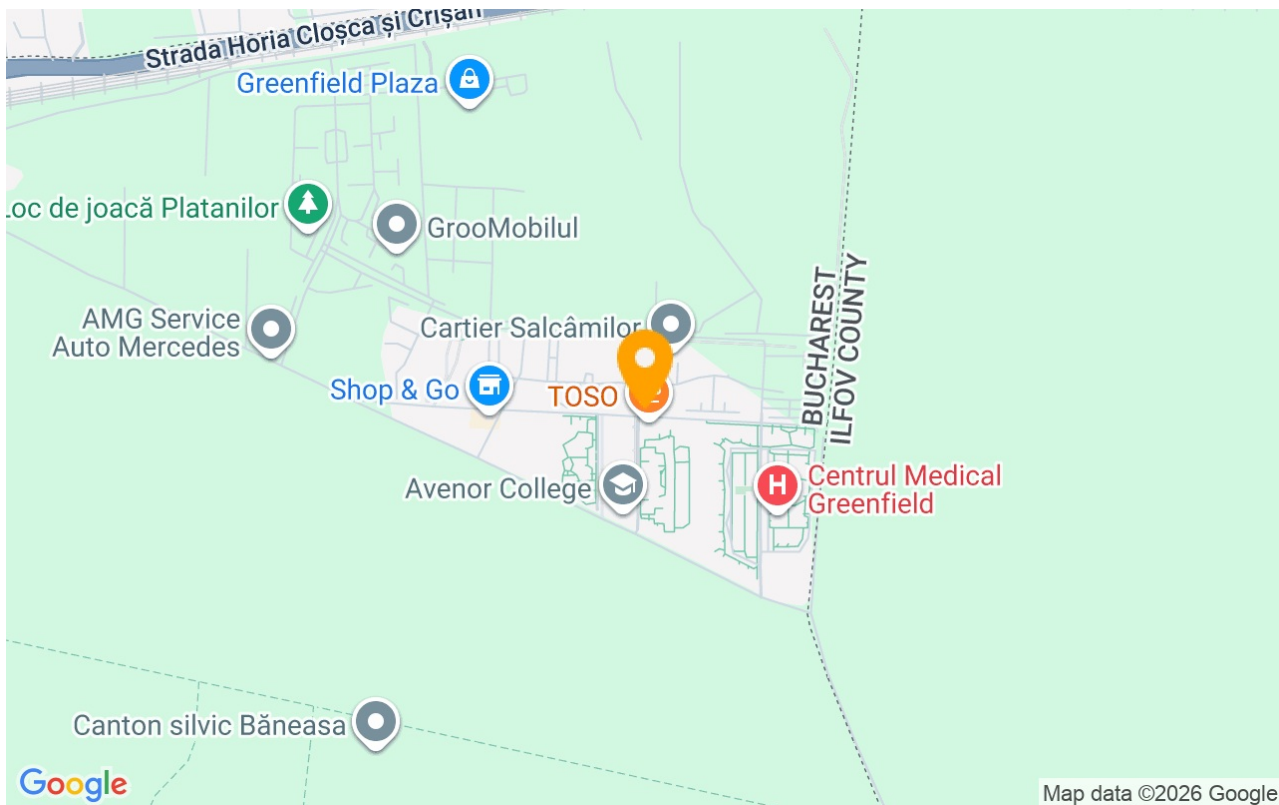 Strada Horia Cloșca și Crișan
Greenfield Plaza
Loc de joacă Platanilor
GrooMobilul
AMG Service
Auto Mercedes
Cartier Salcâmilor
BUCHAREST
ILFOV COUNTY
Shop & Go
TOSO
Avenor College
H
Centrul Medical
Greenfield
Canton silvic Băneasa
Google
Map data ©2026 Google